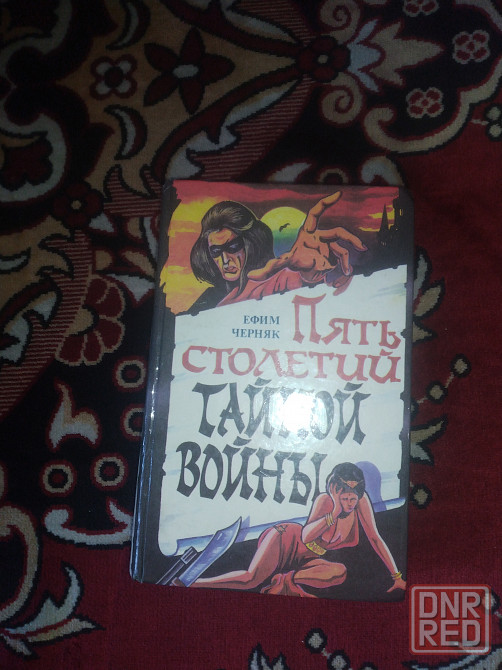 ЕФИМ
ЧЕРНЯК
Пять
столетий
тайной
войны
DNR
RED